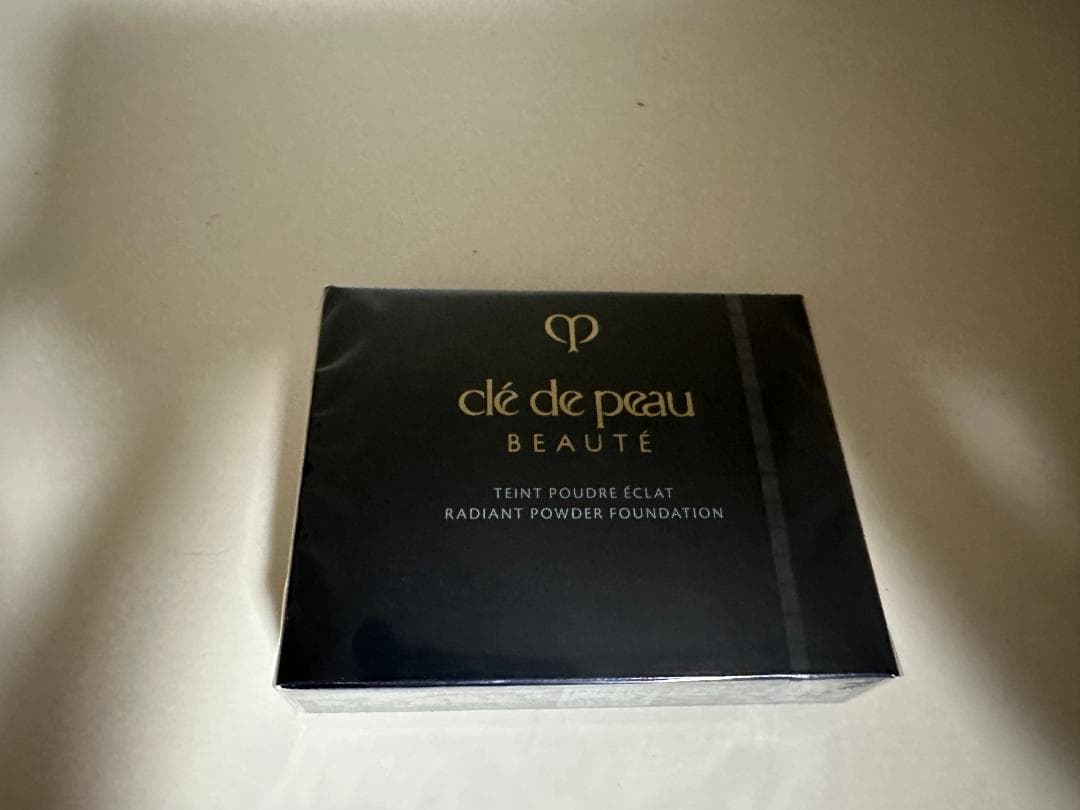 clé de peau
BEAUTÉ
TEINT POUDRE ÉCLAT
RADIANT POWDER FOUNDATION